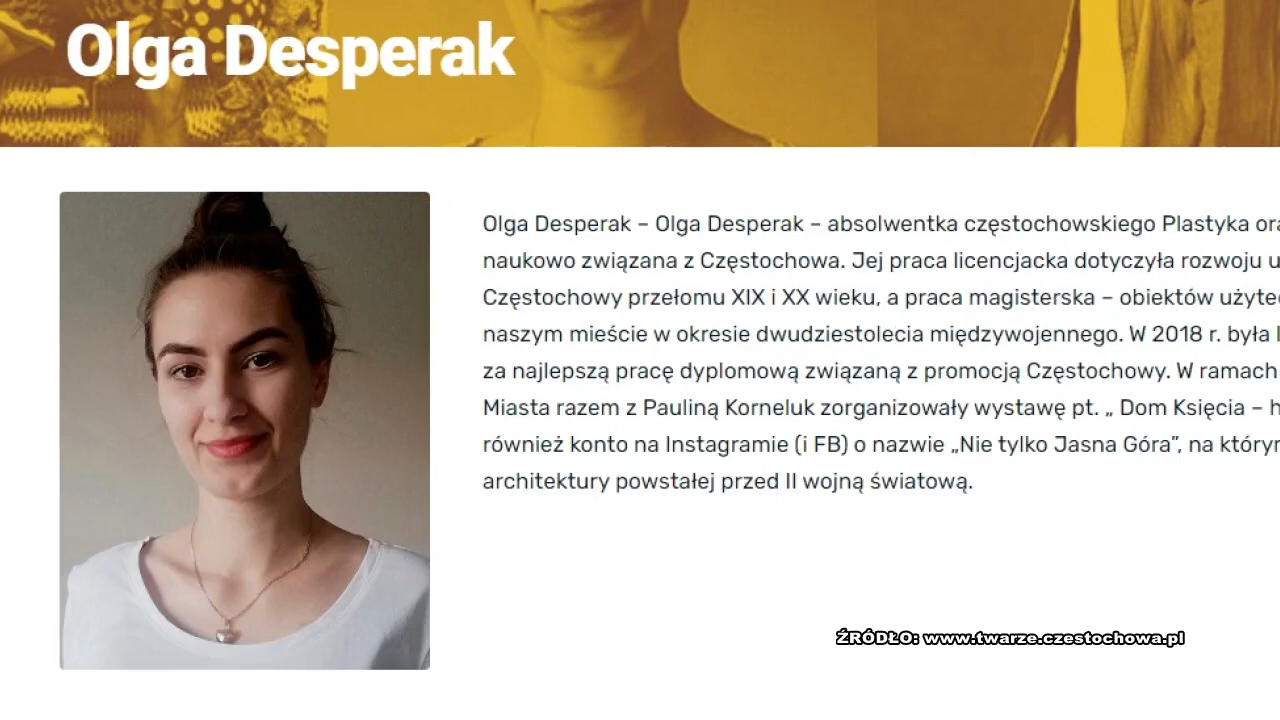 Olga Desperak
Olga Desperak – Olga Desperak – absolwentka częstochowskiego Plastyka
naukowo związana z Częstochowa. Jej praca licencjacka dotyczyła rozwoju
Częstochowy przełomu XIX i XX wieku, a praca magisterska – obiektów
naszym mieście w okresie dwudziestolecia międzywojennego. W 2018 r. była
za najlepszą pracę dyplomową związaną z promocją Częstochowy. W ramach
Miasta razem z Pauliną Korneluk zorganizowały wystawę pt. „ Dom Księcia –
również konto na Instagramie (i FB) o nazwie „Nie tylko Jasna Góra”, na
architektury powstałej przed II wojną światową.
ŹRÓDŁO: www.twarze.czestochowa.pl